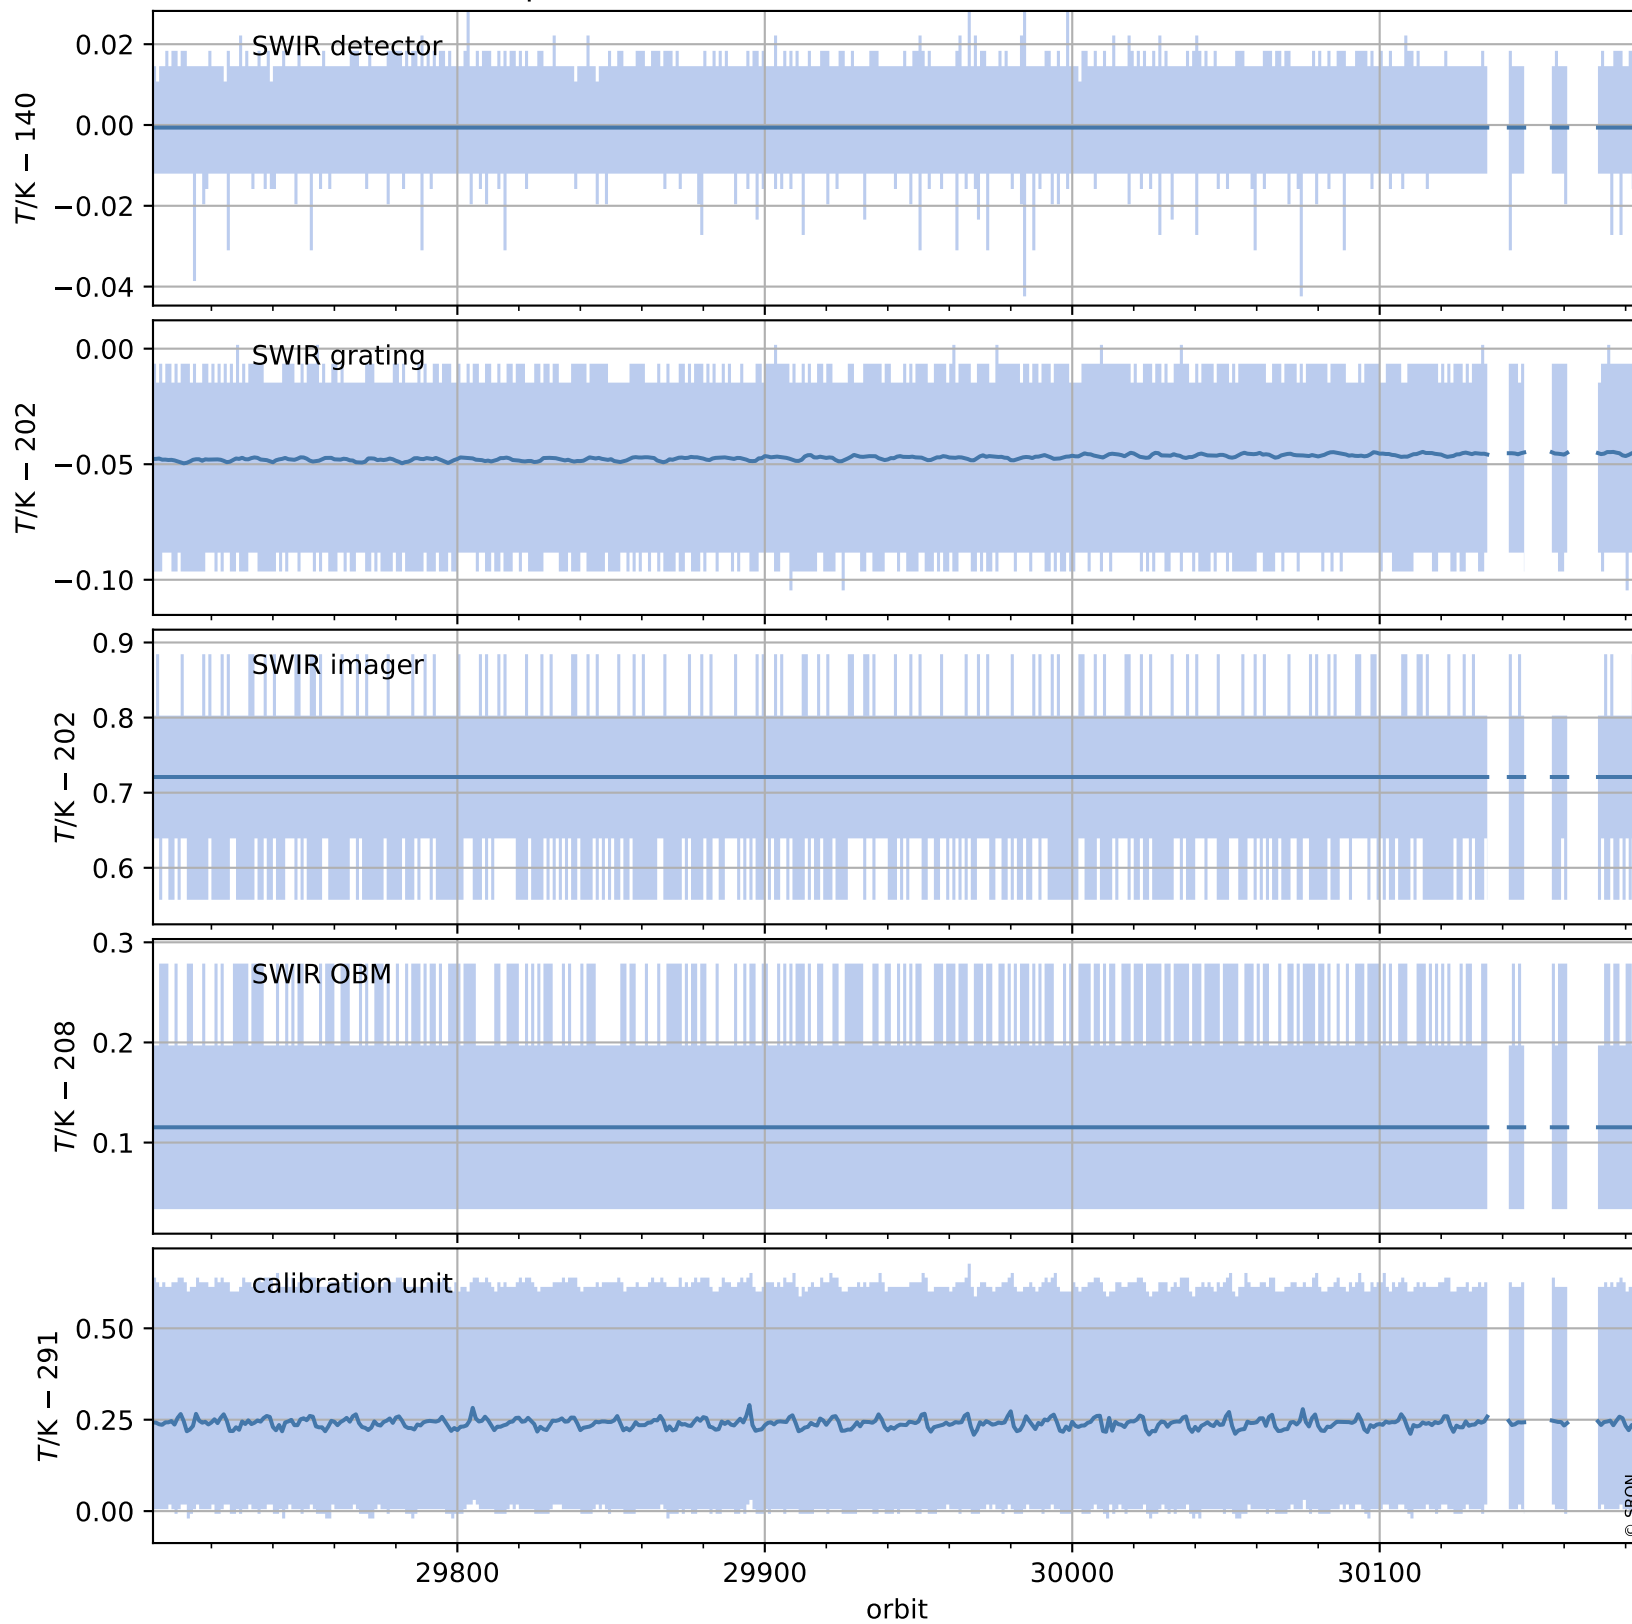 SWIR detector
T/K − 140
0.02
0.00
−0.02
−0.04
SWIR grating
T/K − 202
0.00
−0.05
−0.10
SWIR imager
T/K − 202
0.9
0.8
0.7
0.6
SWIR OBM
T/K − 208
0.3
0.2
0.1
calibration unit
T/K − 291
0.50
0.25
0.00
© SRON
29800
29900
30000
30100
orbit